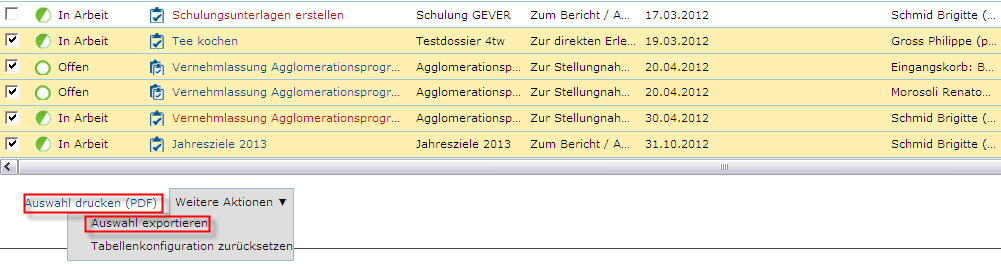 In Arbeit Schulungsunterlagen erstellen Schulung GEVER Zum Bericht / A... 17.03.2012 Schmid Brigitte (...
In Arbeit Tee kochen Testdossier 4tw Zur direkten Erle... 19.03.2012 Gross Philippe (p...
Offen Vernehmlassung Agglomerationsprogr... Agglomerationsp... Zur Stellungnah... 20.04.2012 Eingangskorb: B...
Offen Vernehmlassung Agglomerationsprogr... Agglomerationsp... Zur Stellungnah... 20.04.2012 Morosoli Renato...
In Arbeit Vernehmlassung Agglomerationsprogr... Agglomerationsp... Zur Stellungnah... 30.04.2012 Schmid Brigitte (...
In Arbeit Jahresziele 2013 Jahresziele 2013 Zum Bericht / A... 31.10.2012 Schmid Brigitte (...
Auswahl drucken (PDF) Weitere Aktionen ▼
Auswahl exportieren
Tabellenkonfiguration zurücksetzen